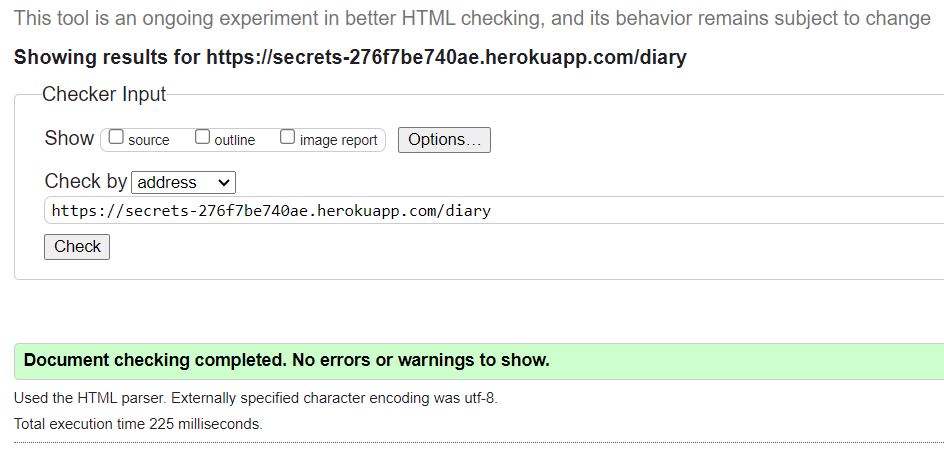 This tool is an ongoing experiment in better HTML checking, and its behavior remains subject to change
Showing results for https://secrets-276f7be740ae.herokuapp.com/diary
Checker Input
Show source outline image report Options...
Check by address
https://secrets-276f7be740ae.herokuapp.com/diary
Check
Document checking completed. No errors or warnings to show.
Used the HTML parser. Externally specified character encoding was utf-8.
Total execution time 225 milliseconds.